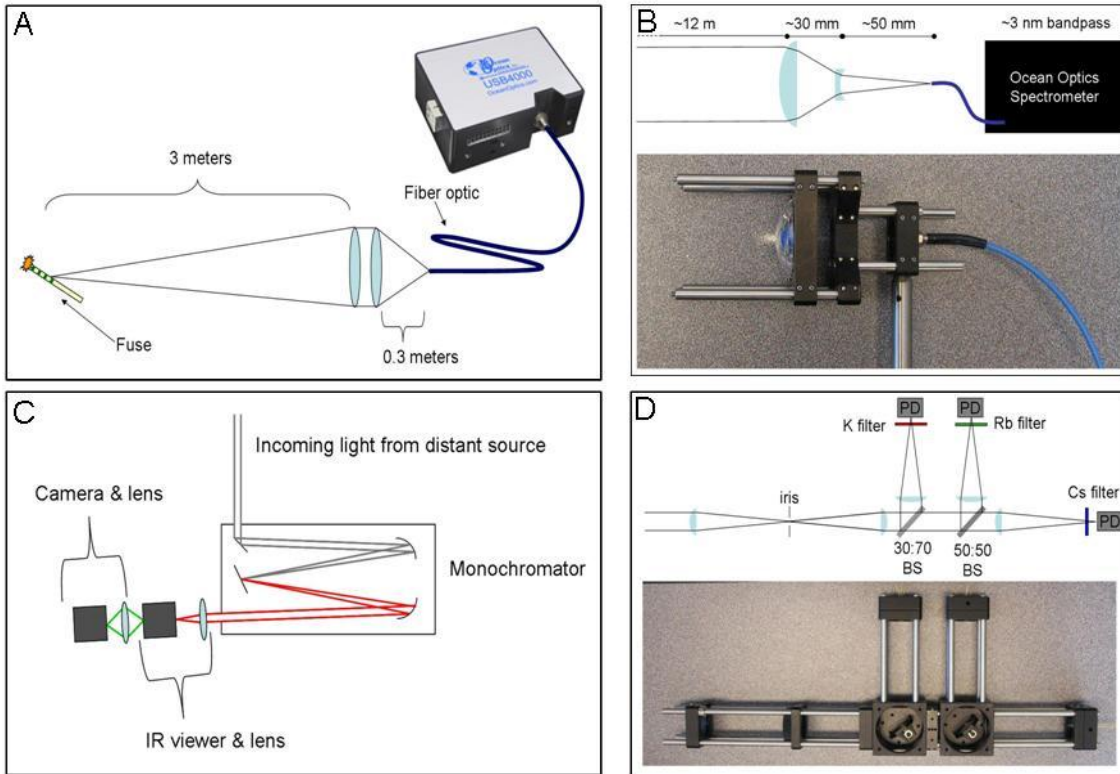 A
Ocean
Optics
USB4000
OceanOptics.com
3 meters
Fiber optic
Fuse
0.3 meters
B
~12 m
~30 mm
~50 mm
~3 nm bandpass
Ocean Optics
Spectrometer
C
Incoming light from distant source
Camera & lens
Monochromator
IR viewer & lens
D
PD
PD
K filter
Rb filter
Cs filter
iris
PD
30:70
BS
50:50
BS